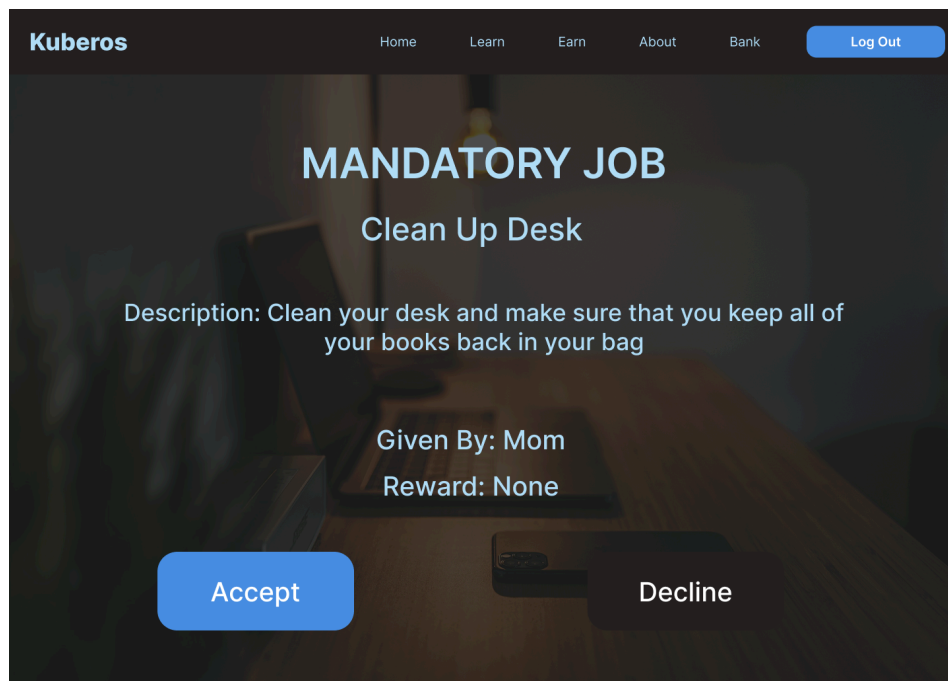 Kuberos
Home Learn Earn About Bank Log Out
MANDATORY JOB
Clean Up Desk
Description: Clean your desk and make sure that you keep all of
your books back in your bag
Given By: Mom
Reward: None
Accept Decline